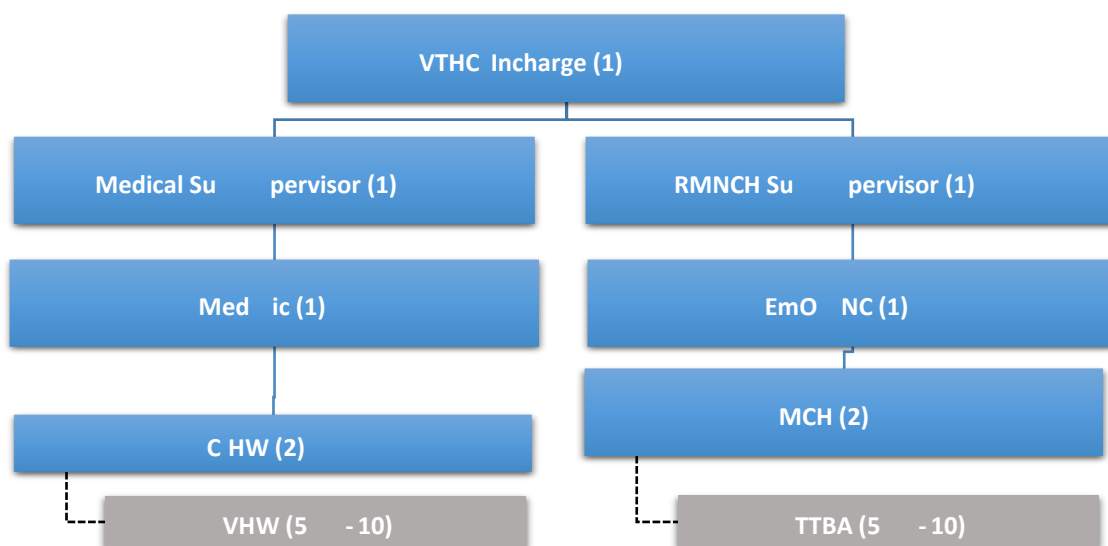 VTHC Incharge (1)
Medical Su pervisor (1)
RMNCH Su pervisor (1)
Med ic (1)
EmO NC (1)
MCH (2)
C HW (2)
VHW (5 - 10)
TTBA (5 - 10)